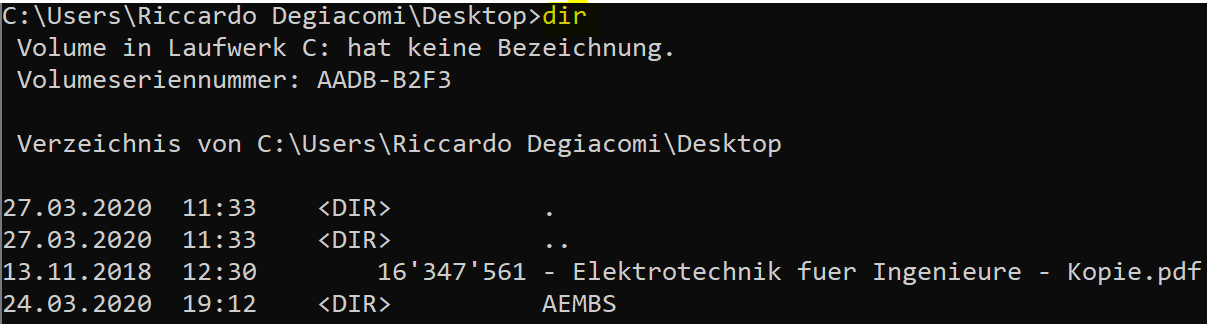 C:\Users\Riccardo Degiacomi\Desktop>dir
Volume in Laufwerk C: hat keine Bezeichnung.
Volumeseriennummer: AADB-B2F3
Verzeichnis von C:\Users\Riccardo Degiacomi\Desktop
27.03.2020  11:33    <DIR>          .
27.03.2020  11:33    <DIR>          ..
13.11.2018  12:30        16'347'561 - Elektrotechnik fuer Ingenieure - Kopie.pdf
24.03.2020  19:12    <DIR>          AEMBS